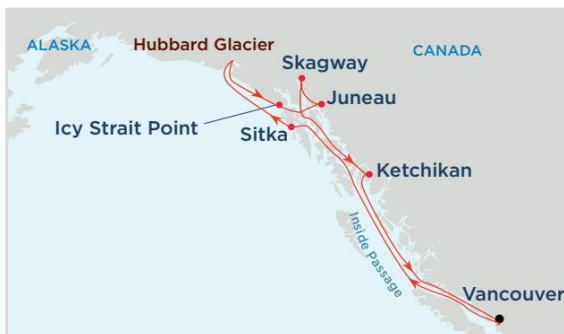 ALASKA
Hubbard Glacier
CANADA
Skagway
Juneau
Icy Strait Point
Sitka
Ketchikan
Inside Passage
Vancouver